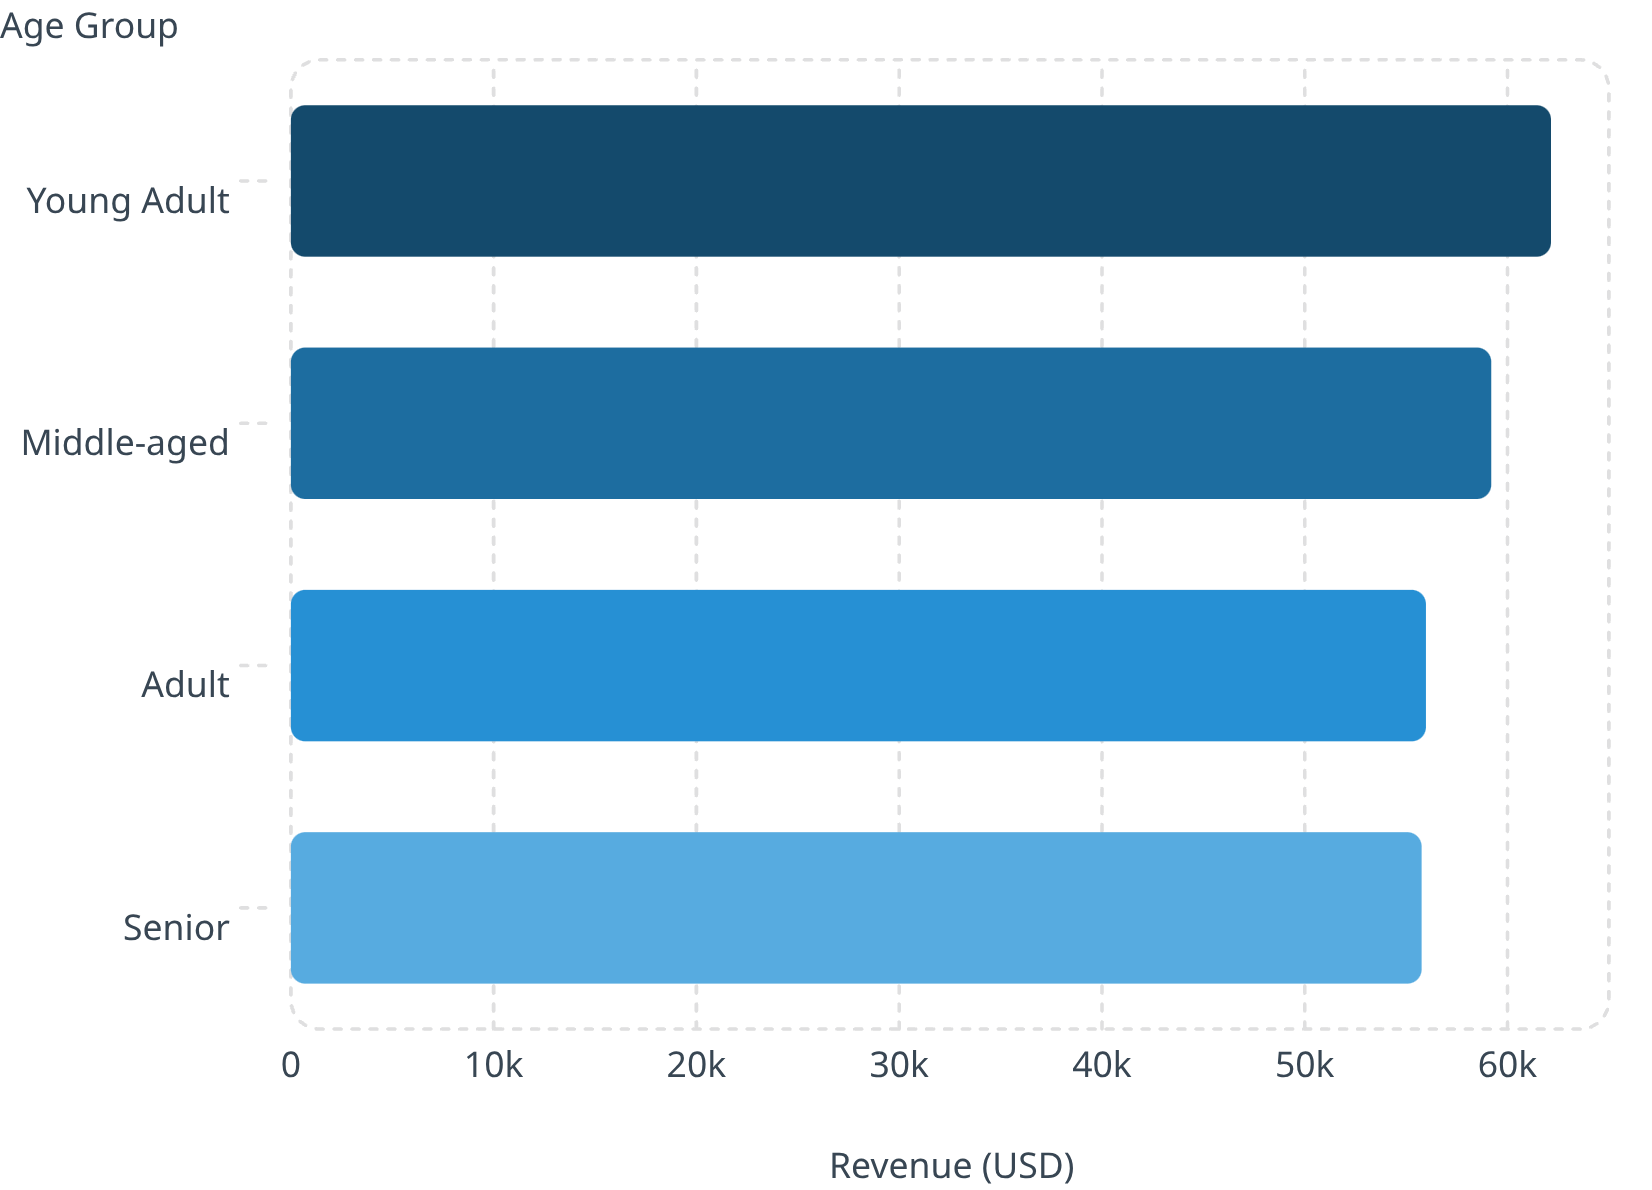 Age Group
Young Adult
Middle-aged
Adult
Senior
0 10k 20k 30k 40k 50k 60k
Revenue (USD)